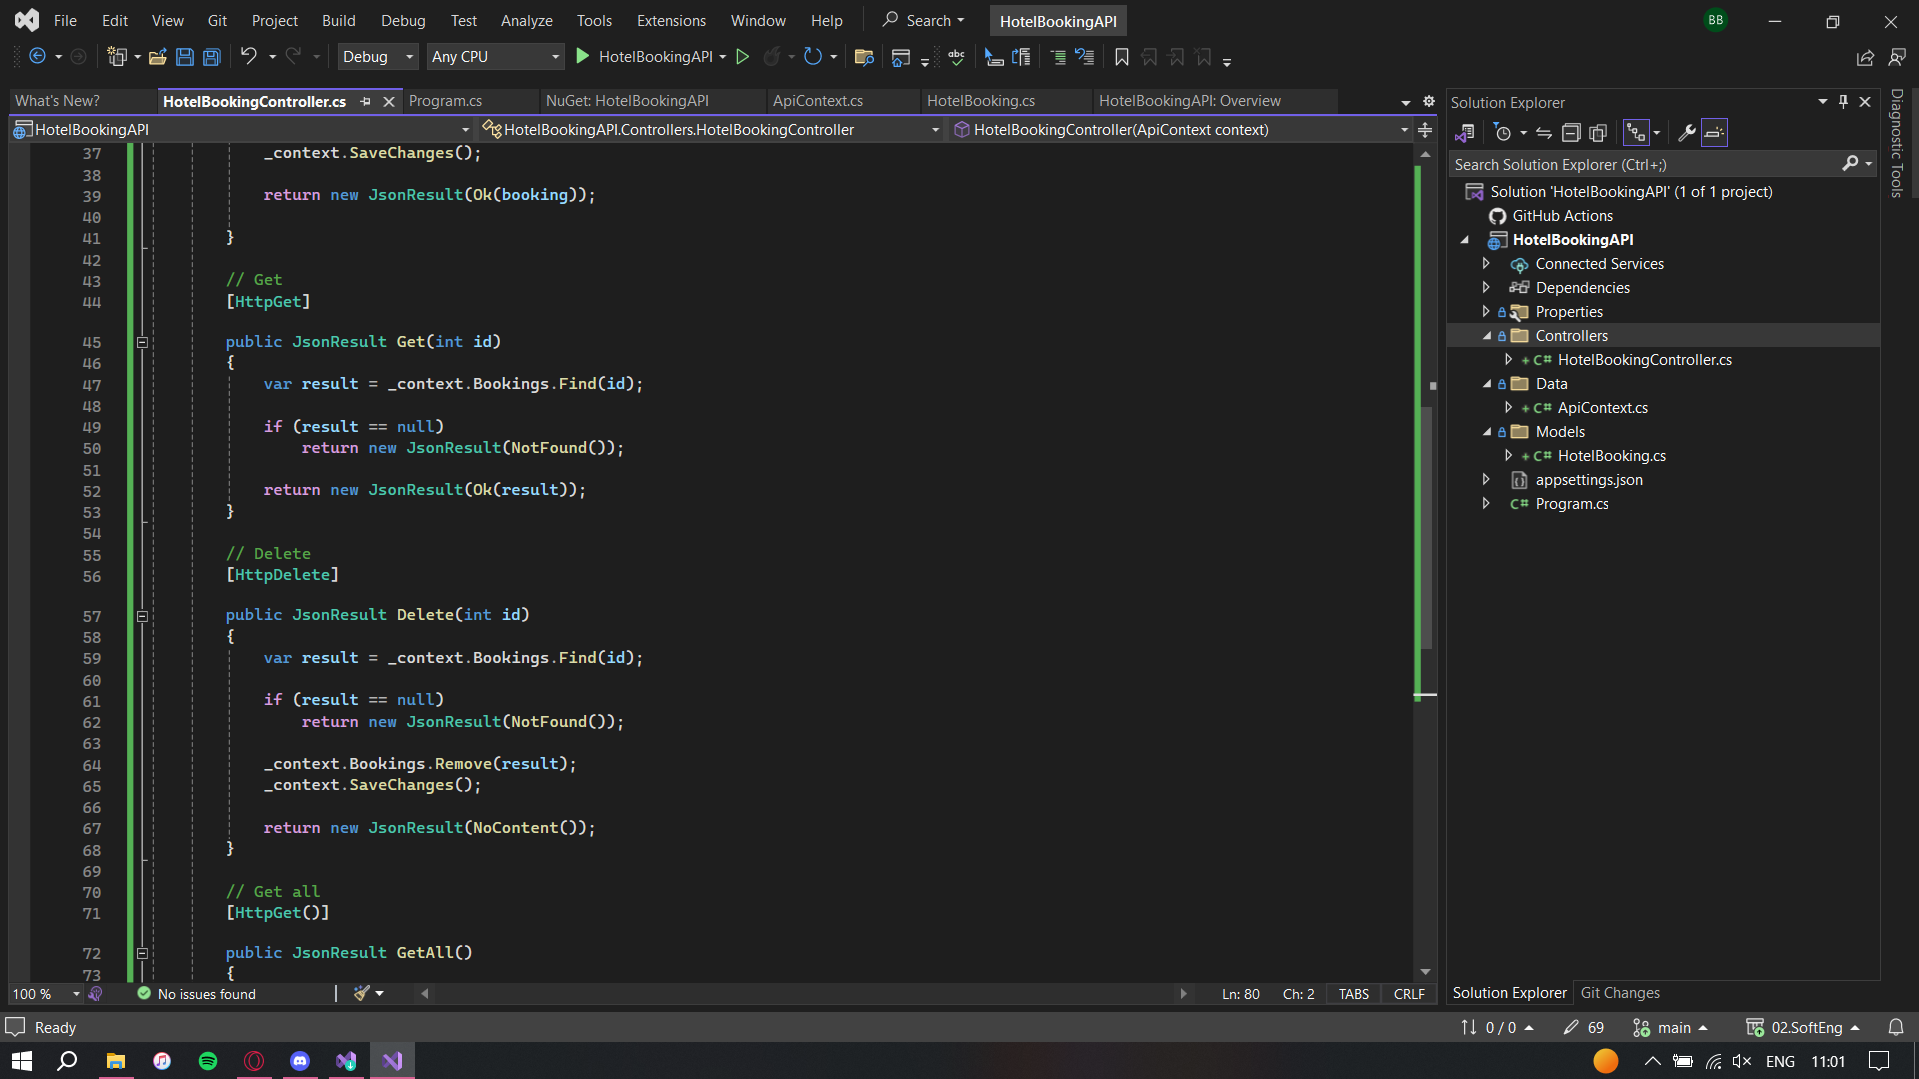 File Edit View Git Project Build Debug Test Analyze Tools Extensions Window Help Search HotelBookingAPI BB
Debug Any CPU HotelBookingAPI
What's New? HotelBookingController.cs Program.cs NuGet: HotelBookingAPI ApiContext.cs HotelBooking.cs HotelBookingAPI: Overview
HotelBookingAPI HotelBookingAPI.Controllers.HotelBookingController HotelBookingController(ApiContext context)
37 _context.SaveChanges();
38
39 return new JsonResult(Ok(booking));
40
41 }
42
43 // Get
44 [HttpGet]
45 public JsonResult Get(int id)
46 {
47 var result = _context.Bookings.Find(id);
48
49 if (result == null)
50 return new JsonResult(NotFound());
51
52 return new JsonResult(Ok(result));
53 }
54
55 // Delete
56 [HttpDelete]
57 public JsonResult Delete(int id)
58 {
59 var result = _context.Bookings.Find(id);
60
61 if (result == null)
62 return new JsonResult(NotFound());
63
64 _context.Bookings.Remove(result);
65 _context.SaveChanges();
66
67 return new JsonResult(NoContent());
68 }
69
70 // Get all
71 [HttpGet()]
72 public JsonResult GetAll()
73 {
100 % No issues found Ln: 80 Ch: 2 TABS CRLF
Solution Explorer
Search Solution Explorer (Ctrl+;)
Solution 'HotelBookingAPI' (1 of 1 project)
GitHub Actions
HotelBookingAPI
Connected Services
Dependencies
Properties
Controllers
C# HotelBookingController.cs
Data
C# ApiContext.cs
Models
C# HotelBooking.cs
appsettings.json
C# Program.cs
Solution Explorer Git Changes
Diagnostic Tools
Ready 0 / 0 69 main 02.SoftEng
ENG 11:01